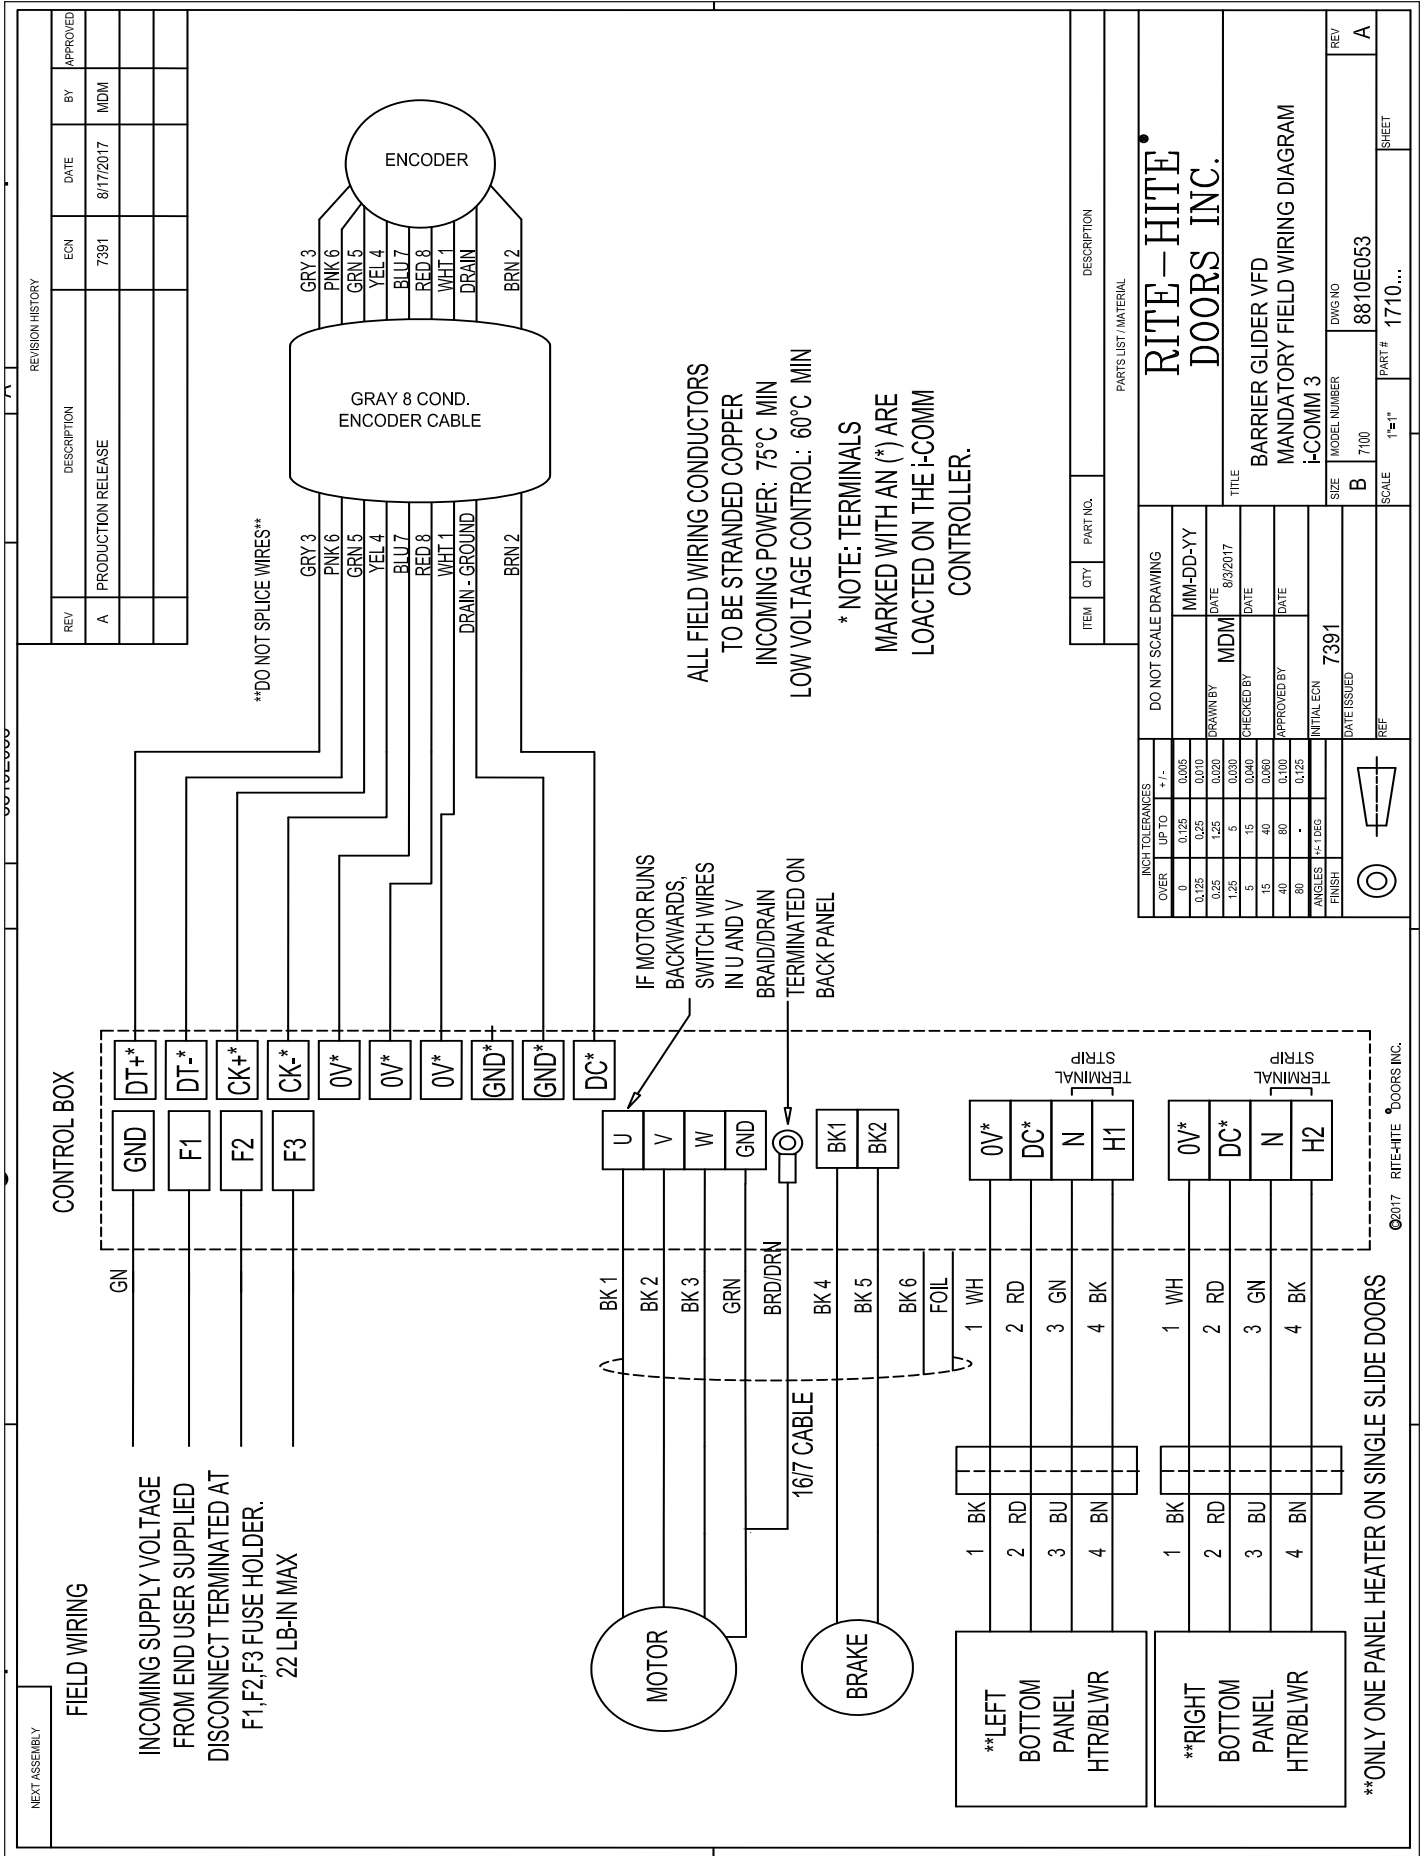 NEXT ASSEMBLY
FIELD WIRING
INCOMING SUPPLY VOLTAGE
FROM END USER SUPPLIED
DISCONNECT TERMINATED AT
F1,F2,F3 FUSE HOLDER.
22 LB-IN MAX
GN
CONTROL BOX
GND
F1
F2
F3
DT+*
DT-*
CK+*
CK-*
0V*
0V*
0V*
GND*
GND*
DC*
REVISION HISTORY
REV
DESCRIPTION
ECN
DATE
BY
APPROVED
A
PRODUCTION RELEASE
7391
8/17/2017
MDM
**DO NOT SPLICE WIRES**
GRY 3
PNK 6
GRN 5
YEL 4
BLU 7
RED 8
WHT 1
DRAIN - GROUND
BRN 2
GRAY 8 COND.
ENCODER CABLE
GRY 3
PNK 6
GRN 5
YEL 4
BLU 7
RED 8
WHT 1
DRAIN
BRN 2
ENCODER
MOTOR
BK 1
BK 2
BK 3
GRN
BRD/DRN
U
V
W
GND
IF MOTOR RUNS
BACKWARDS,
SWITCH WIRES
IN U AND V
BRAID/DRAIN
TERMINATED ON
BACK PANEL
16/7 CABLE
BRAKE
BK 4
BK 5
BK 6
FOIL
BK1
BK2
ALL FIELD WIRING CONDUCTORS
TO BE STRANDED COPPER
INCOMING POWER: 75°C MIN
LOW VOLTAGE CONTROL: 60°C MIN
* NOTE: TERMINALS
MARKED WITH AN (*) ARE
LOACTED ON THE i-COMM
CONTROLLER.
**LEFT
BOTTOM
PANEL
HTR/BLWR
1 BK
2 RD
3 BU
4 BN
1 WH
2 RD
3 GN
4 BK
0V*
DC*
N
H1
TERMINAL
STRIP
**RIGHT
BOTTOM
PANEL
HTR/BLWR
1 BK
2 RD
3 BU
4 BN
1 WH
2 RD
3 GN
4 BK
0V*
DC*
N
H2
TERMINAL
STRIP
**ONLY ONE PANEL HEATER ON SINGLE SLIDE DOORS
©2017 RITE-HITE DOORS INC.
ITEM
QTY
PART NO.
DESCRIPTION
PARTS LIST / MATERIAL
INCH TOLERANCES
OVER UP TO + / -
0 0.125 0.005
0.125 0.25 0.010
0.25 1.25 0.020
1.25 5 0.030
5 15 0.040
15 40 0.060
40 80 0.100
80 - 0.125
ANGLES +/- 1 DEG
FINISH
DO NOT SCALE DRAWING
MM-DD-YY
DRAWN BY
MDM
DATE
8/3/2017
CHECKED BY
DATE
APPROVED BY
DATE
INITIAL ECN
7391
DATE ISSUED
REF
RITE-HITE
DOORS INC.
TITLE
BARRIER GLIDER VFD
MANDATORY FIELD WIRING DIAGRAM
i-COMM 3
SIZE
B
MODEL NUMBER
7100
DWG NO
8810E053
REV
A
SCALE
1"=1"
PART #
1710...
SHEET